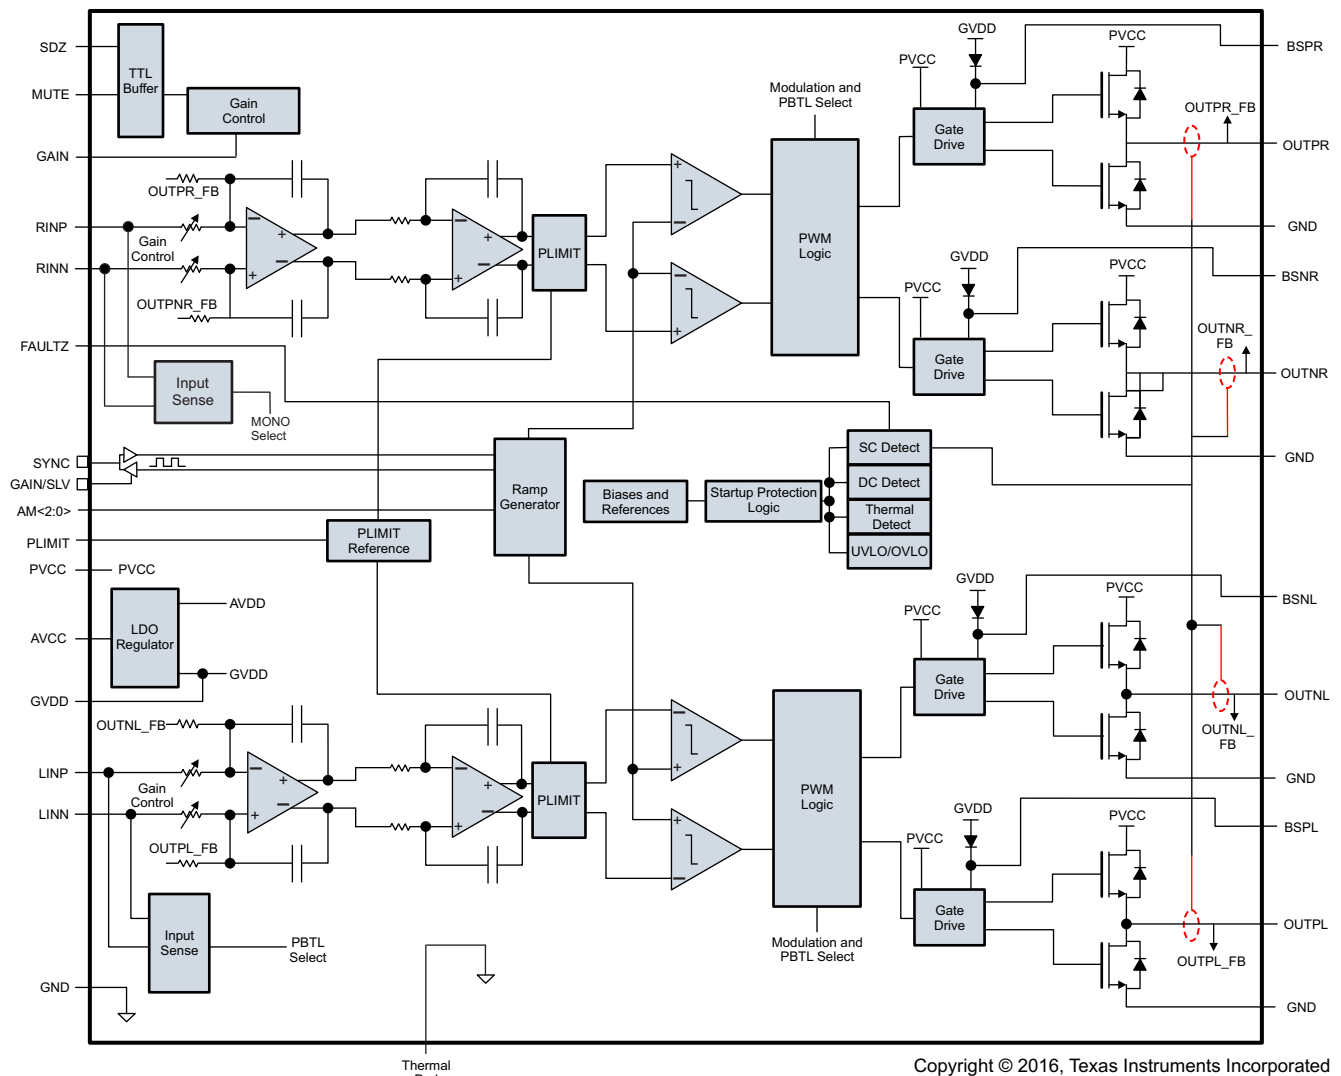 SDZ
MUTE
GAIN
RINP
RINN
FAULTZ
SYNC
GAIN/SLV
AM<2:0>
PLIMIT
PVCC
PVCC
AVCC
GVDD
LINP
LINN
GND
TTL
Buffer
Gain
Control
OUTPR_FB
Gain
Control
OUTPNR_FB
Input
Sense
MONO
Select
PLIMIT
Modulation and
PBTL Select
PWM
Logic
Ramp
Generator
PLIMIT
Reference
Biases and
References
Startup Protection
Logic
SC Detect
DC Detect
Thermal
Detect
UVLO/OVLO
LDO
Regulator
AVDD
GVDD
OUTNL_FB
Gain
Control
OUTPL_FB
Input
Sense
PBTL
Select
PLIMIT
PWM
Logic
Modulation and
PBTL Select
Thermal
GVDD
PVCC
Gate
Drive
PVCC
OUTPR_FB
BSPR
OUTPR
GND
GVDD
PVCC
Gate
Drive
PVCC
OUTNR_
FB
BSNR
OUTNR
GND
GVDD
PVCC
Gate
Drive
PVCC
OUTNL_
FB
BSNL
OUTNL
GND
GVDD
PVCC
Gate
Drive
PVCC
OUTPL_FB
BSPL
OUTPL
GND
Copyright © 2016, Texas Instruments Incorporated